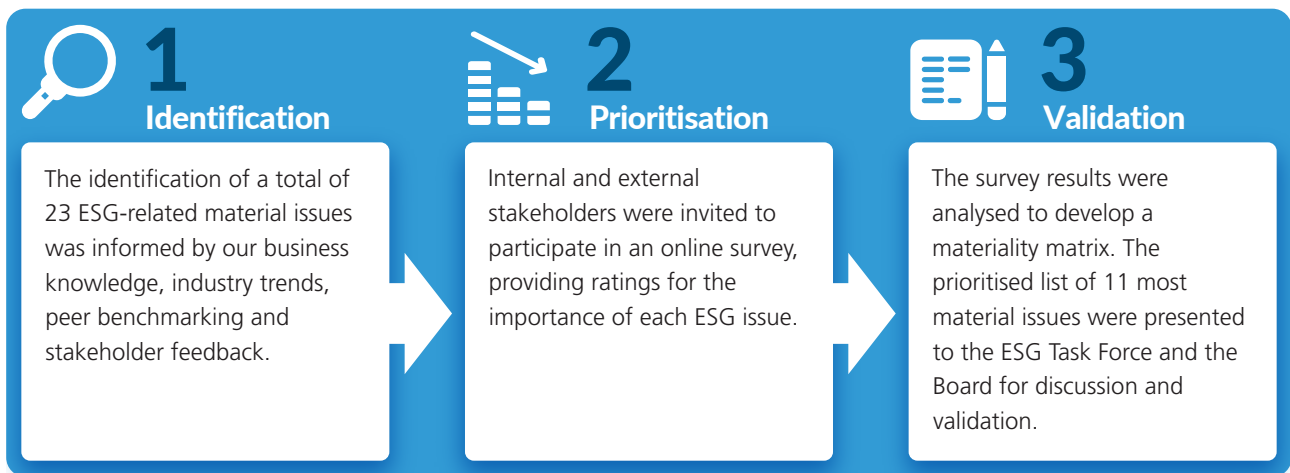 1
Identification
The identification of a total of
23 ESG-related material issues
was informed by our business
knowledge, industry trends,
peer benchmarking and
stakeholder feedback.
2
Prioritisation
Internal and external
stakeholders were invited to
participate in an online survey,
providing ratings for the
importance of each ESG issue.
3
Validation
The survey results were
analysed to develop a
materiality matrix. The
prioritised list of 11 most
material issues were presented
to the ESG Task Force and the
Board for discussion and
validation.